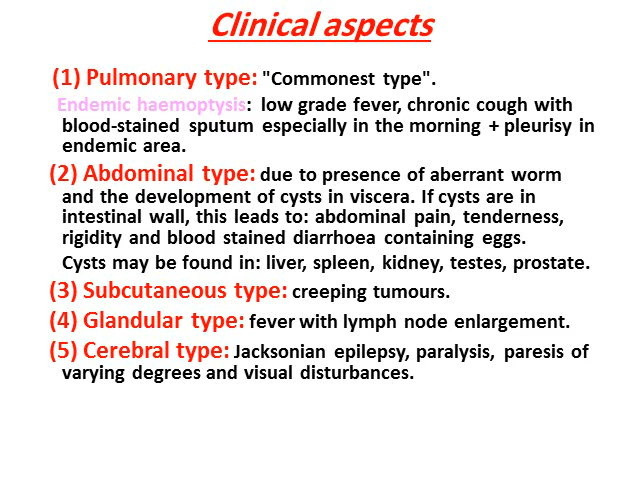 Clinical aspects
(1) Pulmonary type: "Commonest type".
Endemic haemoptysis: low grade fever, chronic cough with
blood-stained sputum especially in the morning + pleurisy in
endemic area.
(2) Abdominal type: due to presence of aberrant worm
and the development of cysts in viscera. If cysts are in
intestinal wall, this leads to: abdominal pain, tenderness,
rigidity and blood stained diarrhoea containing eggs.
Cysts may be found in: liver, spleen, kidney, testes, prostate.
(3) Subcutaneous type: creeping tumours.
(4) Glandular type: fever with lymph node enlargement.
(5) Cerebral type: Jacksonian epilepsy, paralysis, paresis of
varying degrees and visual disturbances.